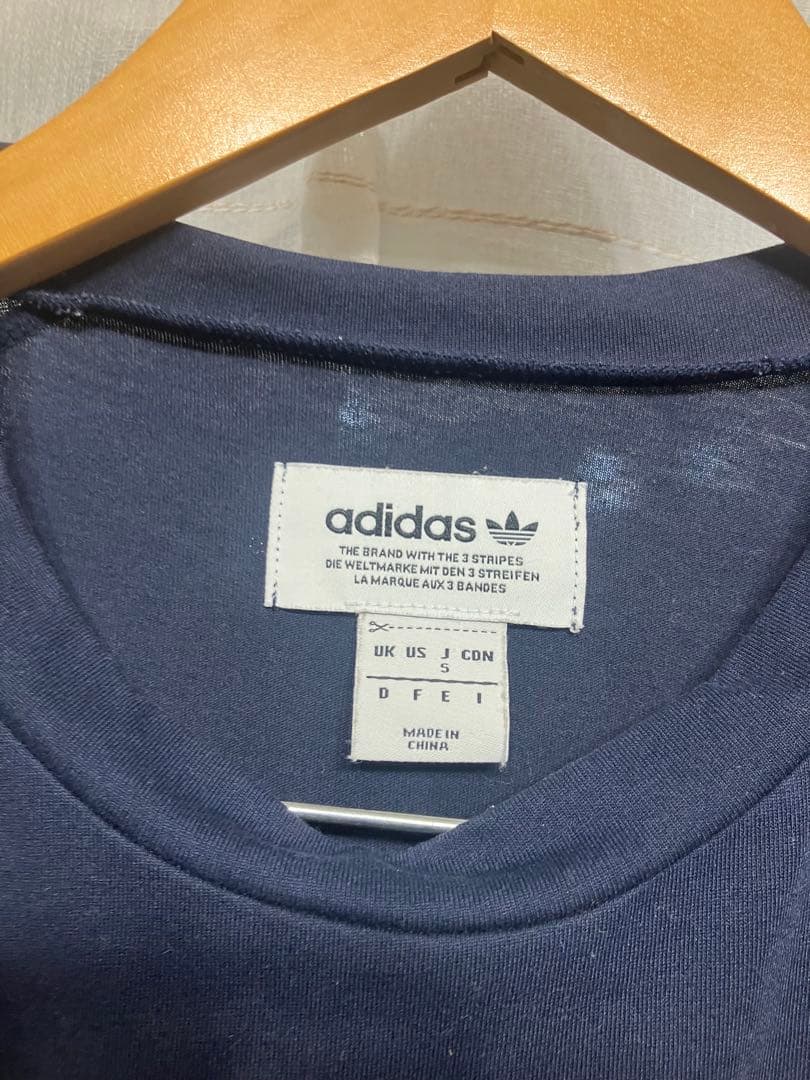 adidas
THE BRAND WITH THE 3 STRIPES
DIE WELTMARKE MIT DEN 3 STREIFEN
LA MARQUE AUX 3 BANDES
UK US J CDN
S
D F E I
MADE IN
CHINA